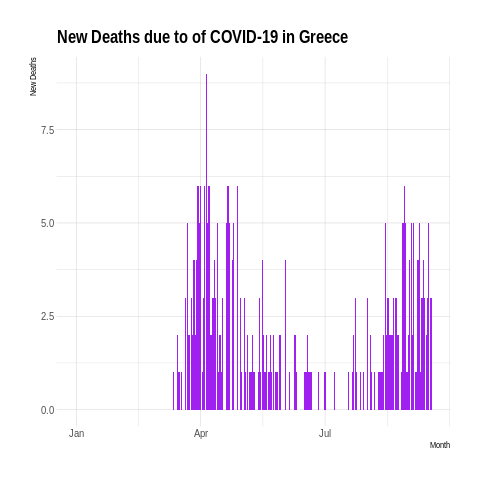 New Deaths due to of COVID-19 in Greece
New Deaths
7.5
5.0
2.5
0.0
Jan Apr Jul
Month